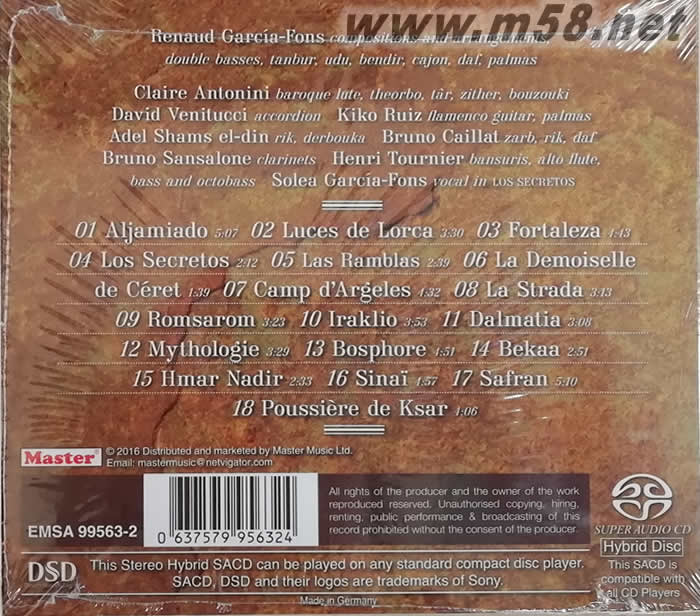 www.m58.net
Renaud García-Fons compositions and arrangements,
double basses, tanbur, udu, bendir, cajon, daf, palmas
Claire Antonini baroque lute, theorbo, tàr, zither, bouzouki
David Venitucci accordion Kiko Ruiz flamenco guitar, palmas
Adel Shams el-din rik, derbouka Bruno Caillat zarb, rik, daf
Bruno Sansalone clarinets Henri Tournier bansuris, alto flute,
bass and octobass Solea García-Fons vocal in LOS SECRETOS
01 Aljamiado 5:07 02 Luces de Lorca 3:30 03 Fortaleza 4:43
04 Los Secretos 2:12 05 Las Ramblas 2:39 06 La Demoiselle
de Céret 1:39 07 Camp d'Argeles 4:32 08 La Strada 3:13
09 Romsarom 3:23 10 Iraklio 3:53 11 Dalmatia 3:08
12 Mythologie 3:29 13 Bosphore 4:51 14 Bekaa 2:51
15 Hmar Nadir 2:33 16 Sinaï 4:57 17 Safran 5:10
18 Poussière de Ksar 4:06
Master
© 2016 Distributed and marketed by Master Music Ltd.
Email: mastermusic@netvigator.com
EMSA 99563-2
0 637579 956324
All rights of the producer and the owner of the work
reproduced reserved. Unauthorised copying, hiring,
renting, public performance & broadcasting of this
record prohibited without the consent of the producer.
SUPER AUDIO CD
Hybrid Disc
This SACD is
compatible with
all CD Players
DSD
This Stereo Hybrid SACD can be played on any standard compact disc player.
SACD, DSD and their logos are trademarks of Sony.
Made in Germany